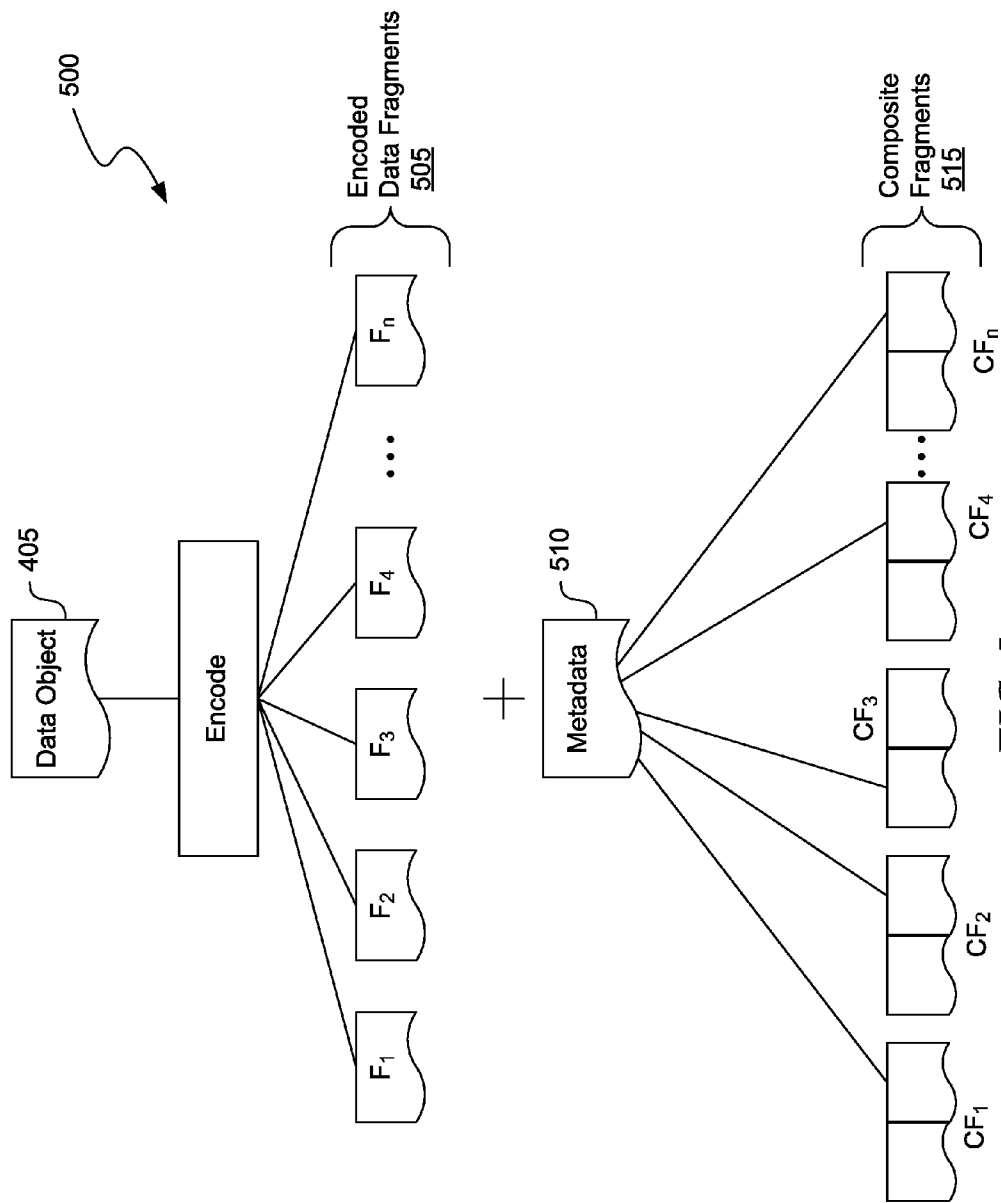 500
Data Object
405
Encode
Encoded
Data Fragments
505
F₁
F₂
F₃
F₄
...
Fₙ
+
Metadata
510
Composite
Fragments
515
CF₁
CF₂
CF₃
CF₄
...
CFₙ